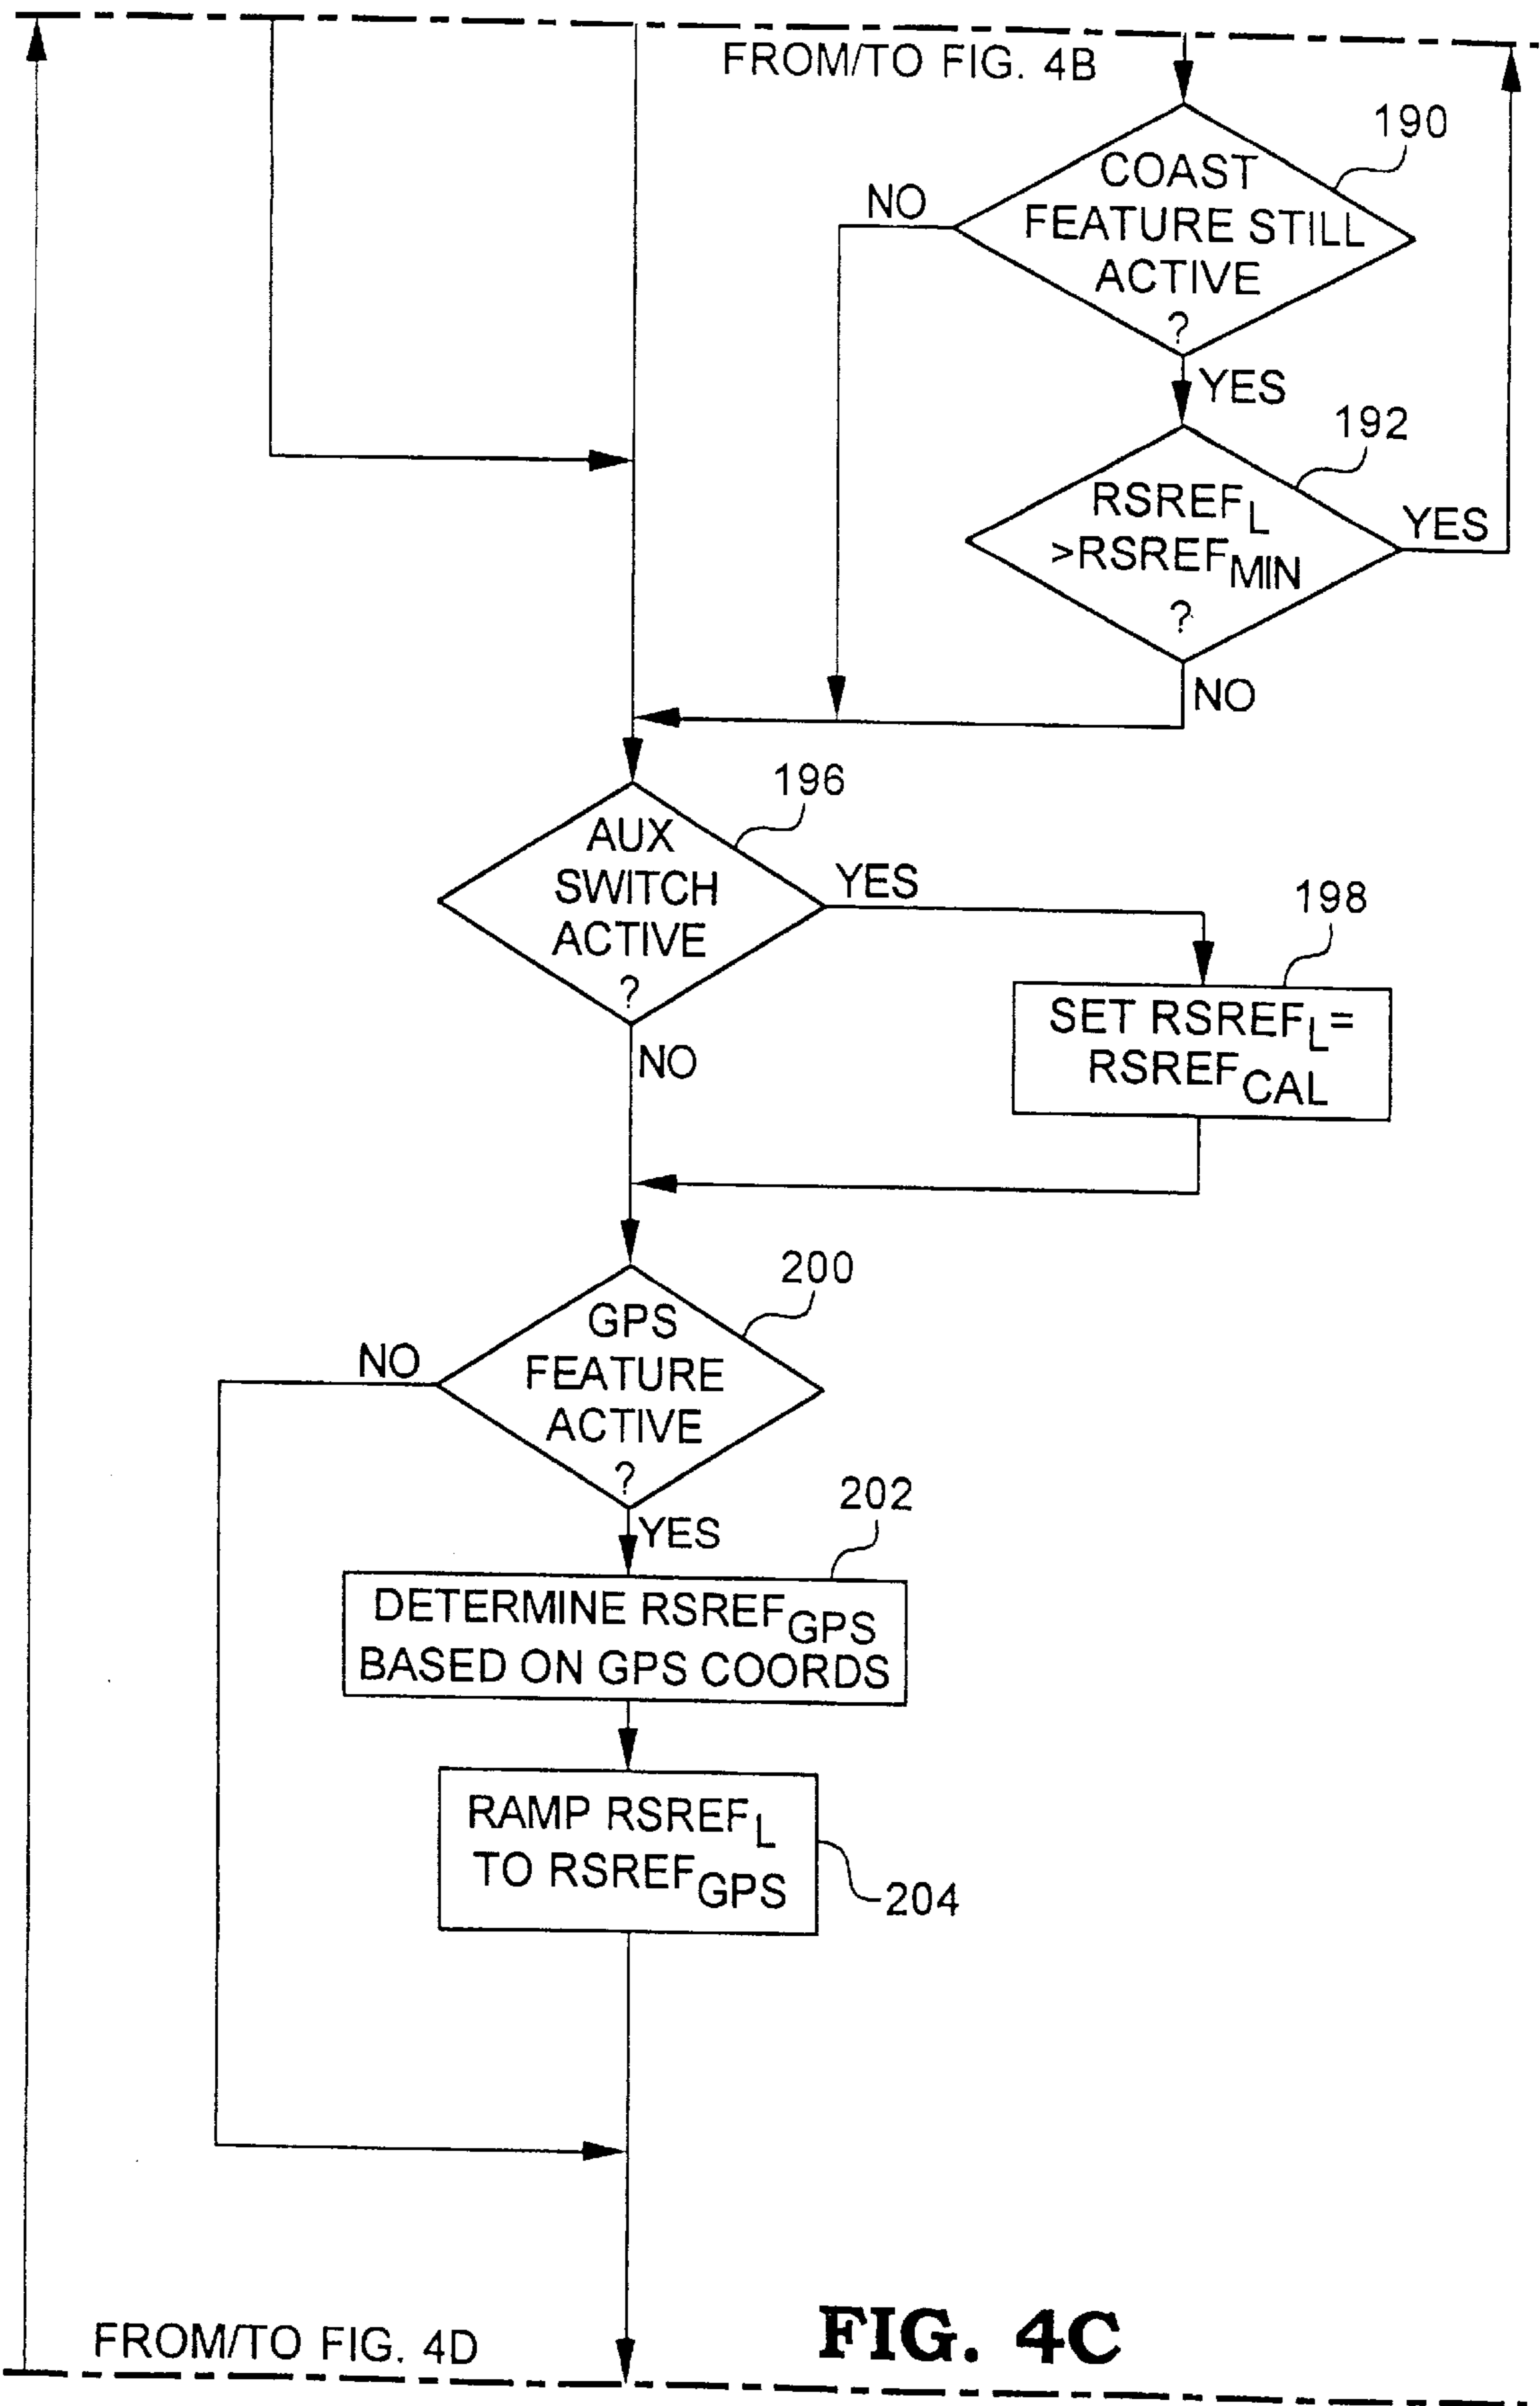 FROM/TO FIG. 4B
190
COAST
FEATURE STILL
ACTIVE
?
NO
YES
192
RSREFL
>RSREFMIN
?
YES
NO
196
AUX
SWITCH
ACTIVE
?
YES
NO
198
SET RSREFL=
RSREFCAL
200
GPS
FEATURE
ACTIVE
?
NO
YES
202
DETERMINE RSREFGPS
BASED ON GPS COORDS
RAMP RSREFL
TO RSREFGPS
204
FROM/TO FIG. 4D
FIG. 4C